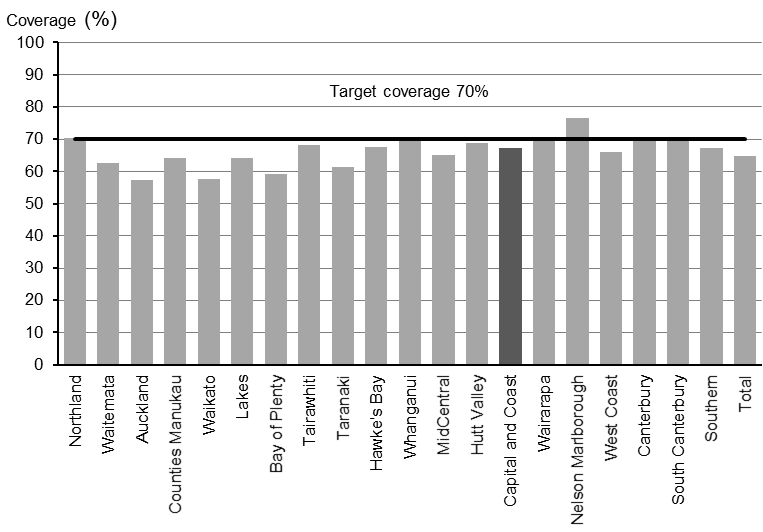 Coverage (%)
100
90
80
70
60
50
40
30
20
10
0
Target coverage 70%
Northland
Waitemata
Auckland
Counties Manukau
Waikato
Lakes
Bay of Plenty
Tairawhiti
Taranaki
Hawke's Bay
Whanganui
MidCentral
Hutt Valley
Capital and Coast
Wairarapa
Nelson Marlborough
West Coast
Canterbury
South Canterbury
Southern
Total